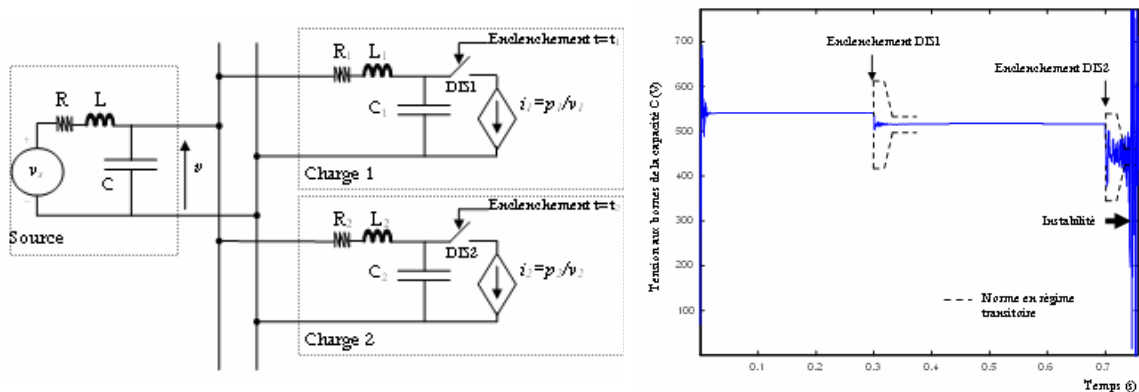 Enclenchement t=t₁
R₁ L₁
DIS1
C₁
i₁=p₁/v₁
Charge 1
R L
+
vₛ
-
C
v
Source
Enclenchement t=t₂
R₂ L₂
DIS2
C₂
i₂=p₂/v₂
Charge 2
Tension aux bornes de la capacité C (V)
700
600
500
400
300
200
100
Enclenchement DIS1
Enclenchement DIS2
Instabilité
Norme en régime
transitoire
0.1 0.2 0.3 0.4 0.5 0.6 0.7
Temps (s)